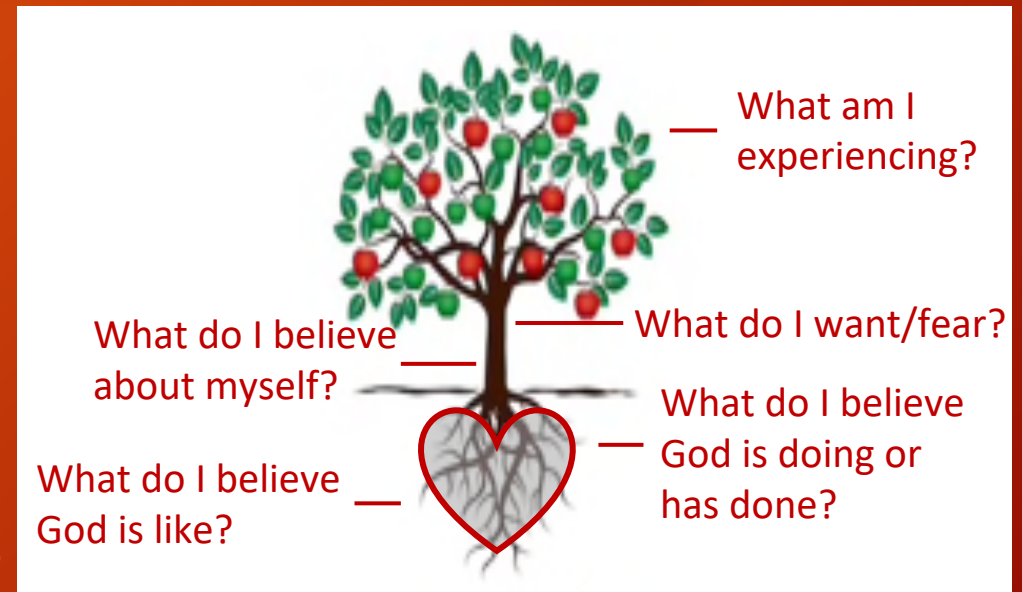 What am I
experiencing?
What do I want/fear?
What do I believe
about myself?
What do I believe
God is doing or
has done?
What do I believe
God is like?